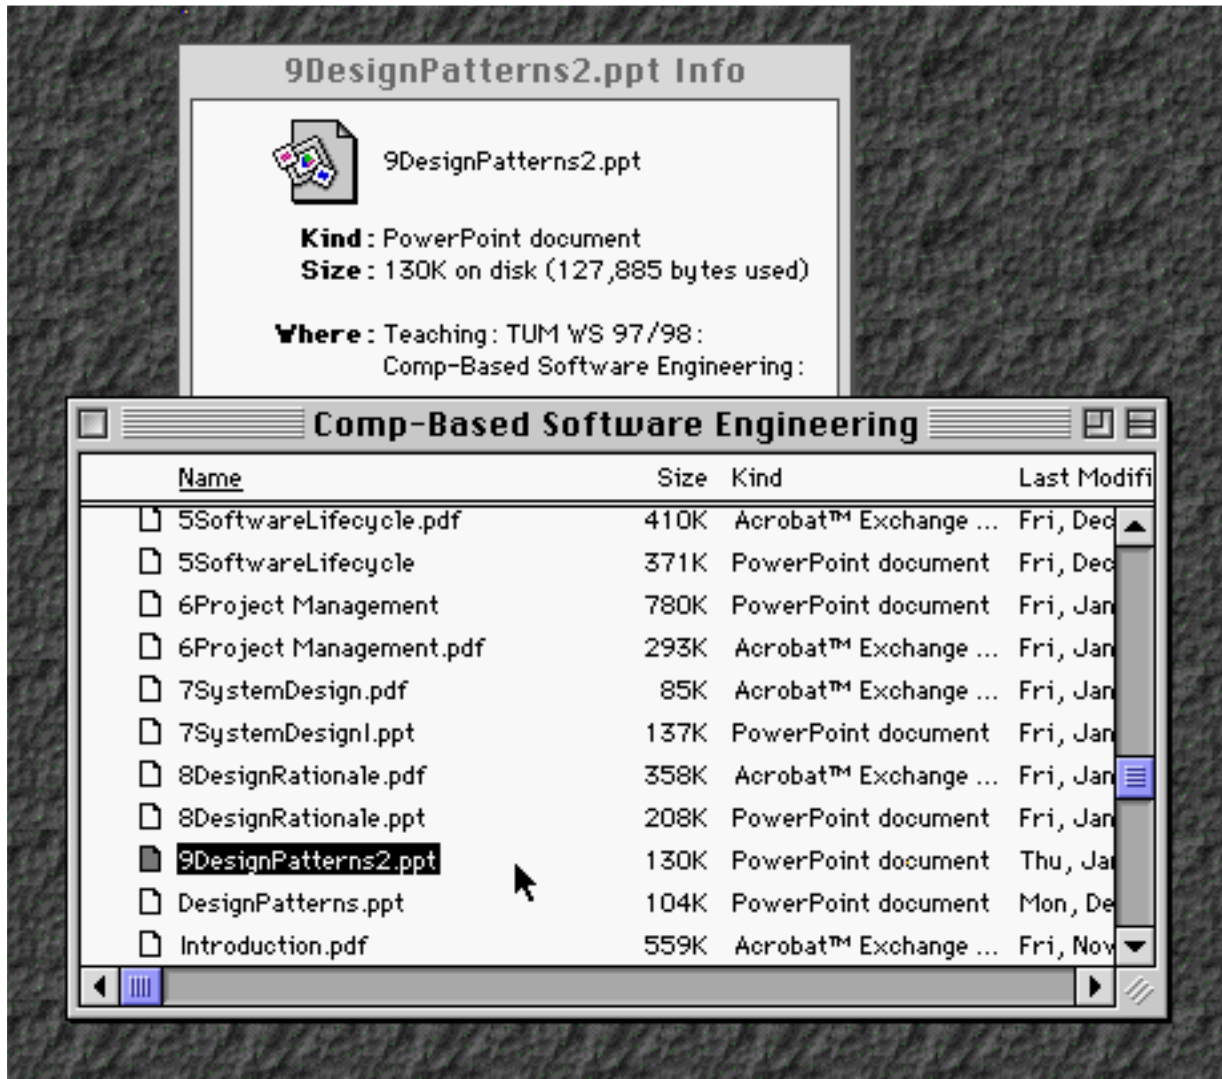 9DesignPatterns2.ppt Info
9DesignPatterns2.ppt
Kind: PowerPoint document
Size: 130K on disk (127,885 bytes used)
Where: Teaching: TUM WS 97/98:
Comp-Based Software Engineering:
Comp-Based Software Engineering
Name Size Kind Last Modifi
5SoftwareLifecycle.pdf 410K Acrobat™ Exchange ... Fri, Dec
5SoftwareLifecycle 371K PowerPoint document Fri, Dec
6Project Management 780K PowerPoint document Fri, Jan
6Project Management.pdf 293K Acrobat™ Exchange ... Fri, Jan
7SystemDesign.pdf 85K Acrobat™ Exchange ... Fri, Jan
7SystemDesignI.ppt 137K PowerPoint document Fri, Jan
8DesignRationale.pdf 358K Acrobat™ Exchange ... Fri, Jan
8DesignRationale.ppt 208K PowerPoint document Fri, Jan
9DesignPatterns2.ppt 130K PowerPoint document Thu, Jan
DesignPatterns.ppt 104K PowerPoint document Mon, De
Introduction.pdf 559K Acrobat™ Exchange ... Fri, Nov